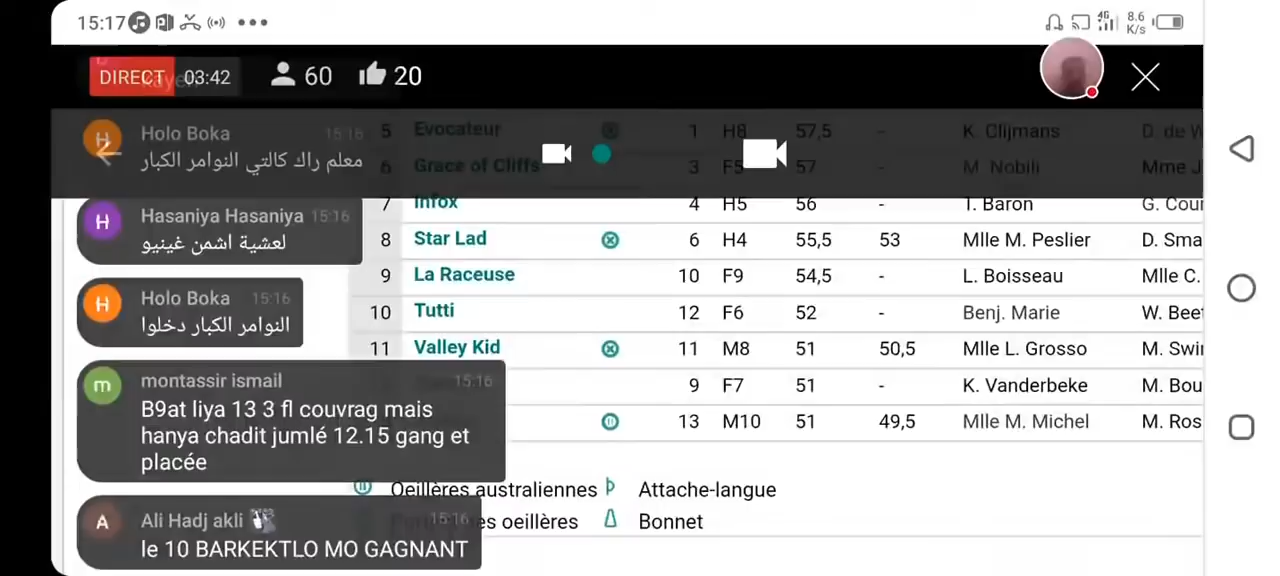 15:17
4G 8.6 K/s
DIRECT 03:42 60 20
Holo Boka 15:16
معلم راك كالتي النوامر الكبار
Hasaniya Hasaniya 15:16
لعشية اشمن غينيو
Holo Boka 15:16
النوامر الكبار دخلوا
montassir ismail 15:16
B9at liya 13 3 fl couvrag mais
hanya chadit jumlé 12.15 gang et
placée
Ali Hadj akli 15:16
le 10 BARKEKTLO MO GAGNANT
5 Evocateur 1 H8 57,5 - K. Clijmans D. de W
6 Grace of Cliffs 3 F5 57 - M. Nobili Mme J
7 Infox 4 H5 56 - T. Baron G. Cour
8 Star Lad 6 H4 55,5 53 Mlle M. Peslier D. Sma
9 La Raceuse 10 F9 54,5 - L. Boisseau Mlle C.
10 Tutti 12 F6 52 - Benj. Marie W. Bee
11 Valley Kid 11 M8 51 50,5 Mlle L. Grosso M. Swi
9 F7 51 - K. Vanderbeke M. Bou
13 M10 51 49,5 Mlle M. Michel M. Ros
Oeillères australiennes Attache-langue
es oeillères Bonnet